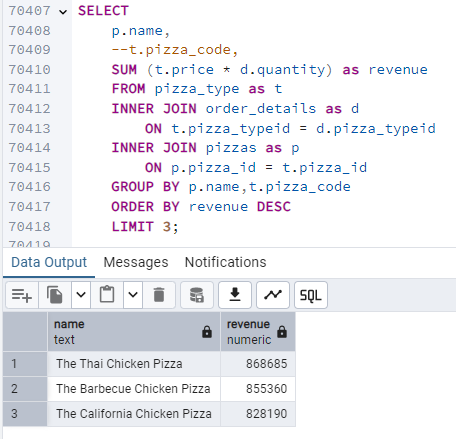 70407 SELECT
70408 p.name,
70409 --t.pizza_code,
70410 SUM (t.price * d.quantity) as revenue
70411 FROM pizza_type as t
70412 INNER JOIN order_details as d
70413 ON t.pizza_typeid = d.pizza_typeid
70414 INNER JOIN pizzas as p
70415 ON p.pizza_id = t.pizza_id
70416 GROUP BY p.name,t.pizza_code
70417 ORDER BY revenue DESC
70418 LIMIT 3;
70419
Data Output Messages Notifications
SQL
name revenue
text numeric
1 The Thai Chicken Pizza 868685
2 The Barbecue Chicken Pizza 855360
3 The California Chicken Pizza 828190